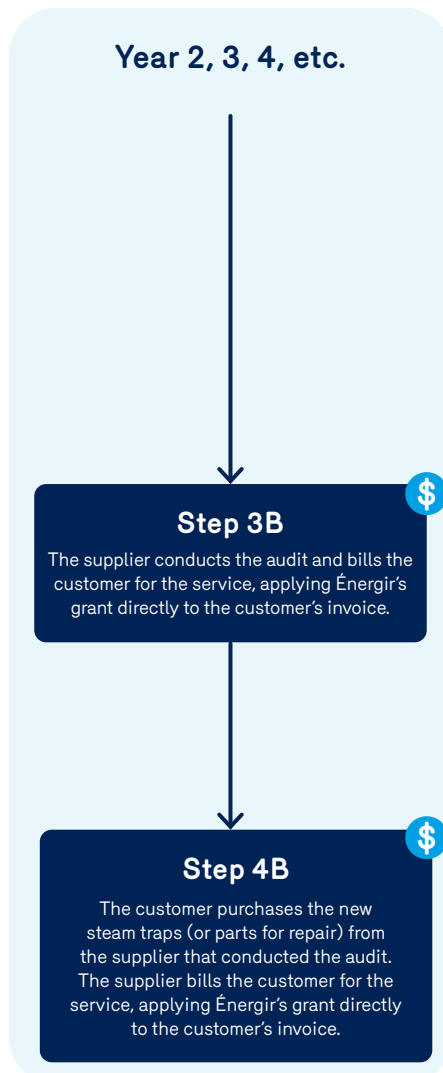 Year 2, 3, 4, etc.
$
Step 3B
The supplier conducts the audit and bills the
customer for the service, applying Énergir’s
grant directly to the customer’s invoice.
$
Step 4B
The customer purchases the new
steam traps (or parts for repair) from
the supplier that conducted the audit.
The supplier bills the customer for the
service, applying Énergir’s grant directly
to the customer’s invoice.